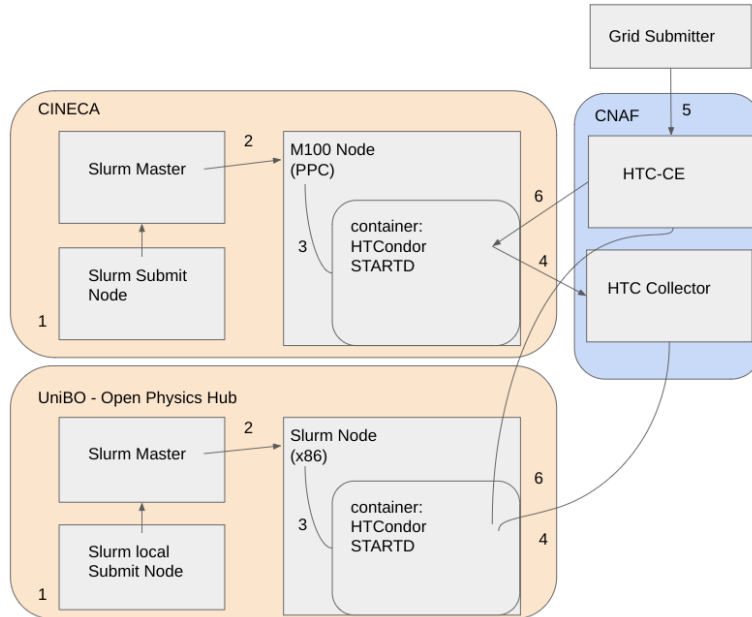 Grid Submitter
5
CINECA
Slurm Master
2
M100 Node
(PPC)
container:
HTCondor
STARTD
3
Slurm Submit
Node
1
6
4
CNAF
HTC-CE
HTC Collector
UniBO - Open Physics Hub
Slurm Master
2
Slurm Node
(x86)
container:
HTCondor
STARTD
3
Slurm local
Submit Node
1
6
4